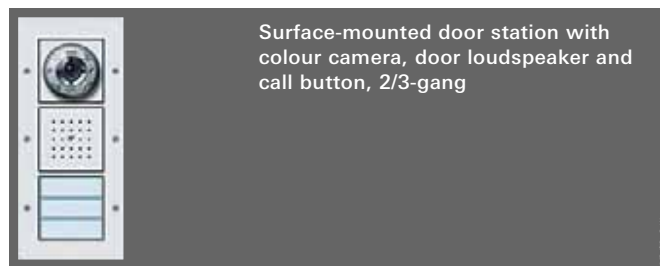 Surface-mounted door station with
colour camera, door loudspeaker and
call button, 2/3-gang